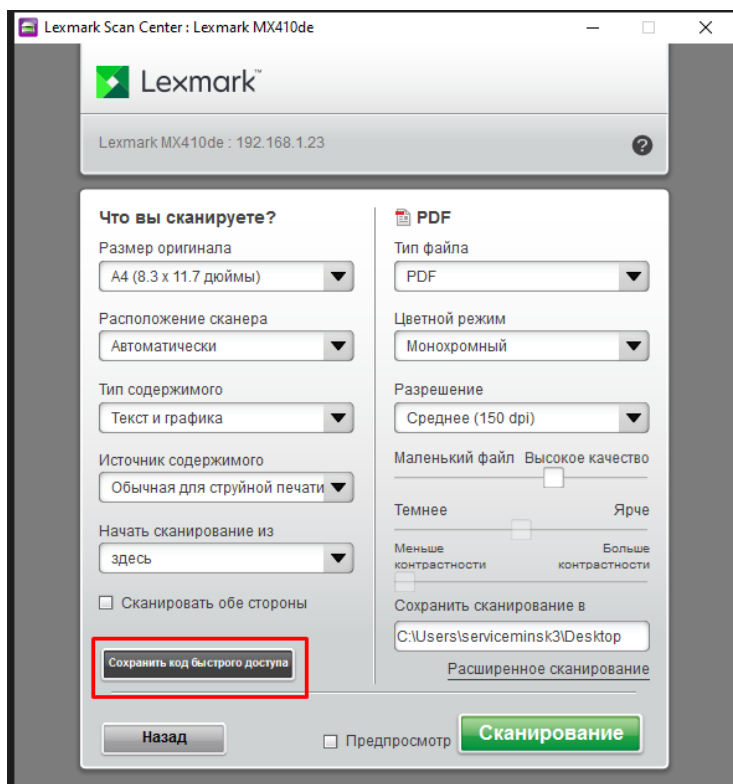 Lexmark Scan Center : Lexmark MX410de
Lexmark™
Lexmark MX410de : 192.168.1.23
?
Что вы сканируете?
Размер оригинала
A4 (8.3 x 11.7 дюймы)
Расположение сканера
Автоматически
Тип содержимого
Текст и графика
Источник содержимого
Обычная для струйной печати
Начать сканирование из
здесь
Сканировать обе стороны
Сохранить код быстрого доступа
PDF
Тип файла
PDF
Цветной режим
Монохромный
Разрешение
Среднее (150 dpi)
Маленький файл Высокое качество
Темнее Ярче
Меньше контрастности
Больше контрастности
Сохранить сканирование в
C:\Users\serviceminsk3\Desktop
Расширенное сканирование
Назад
Предпросмотр
Сканирование